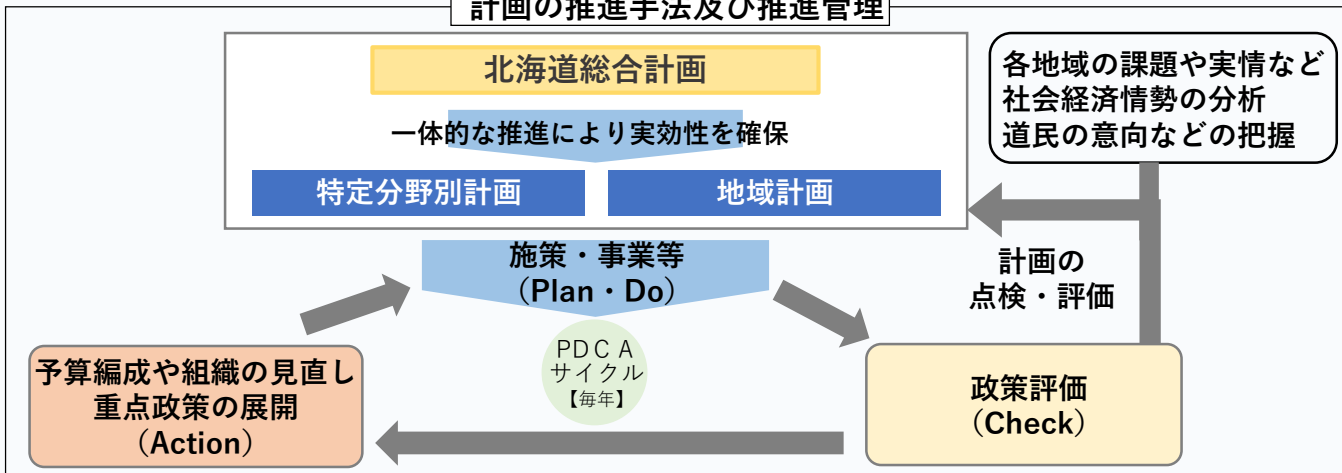 計画の推進手法及び推進管理
北海道総合計画
一体的な推進により実効性を確保
特定分野別計画
地域計画
各地域の課題や実情など
社会経済情勢の分析
道民の意向などの把握
計画の
点検・評価
施策・事業等
（Plan・Do）
PDCA
サイクル
【毎年】
予算編成や組織の見直し
重点政策の展開
（Action）
政策評価
（Check）